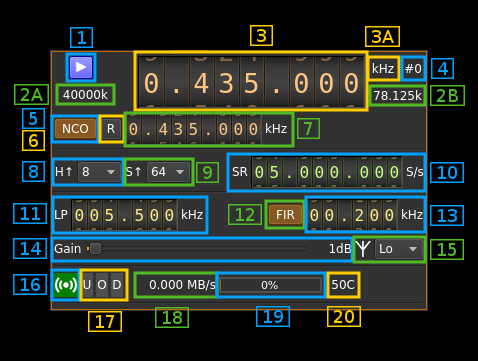 1 3 3A
0.435.000 kHz #0 4
2A 40000k 78.125k 2B
5 NCO R 0.435.000 kHz 7
6
8 H↑ 8 S↑ 64 9 SR 05.000.000 S/s 10
11 LP 005.500 kHz 12 FIR 00.200 kHz 13
14 Gain 1dB Lo 15
16 U O D 0.000 MB/s 0% 50C
17 18 19 20